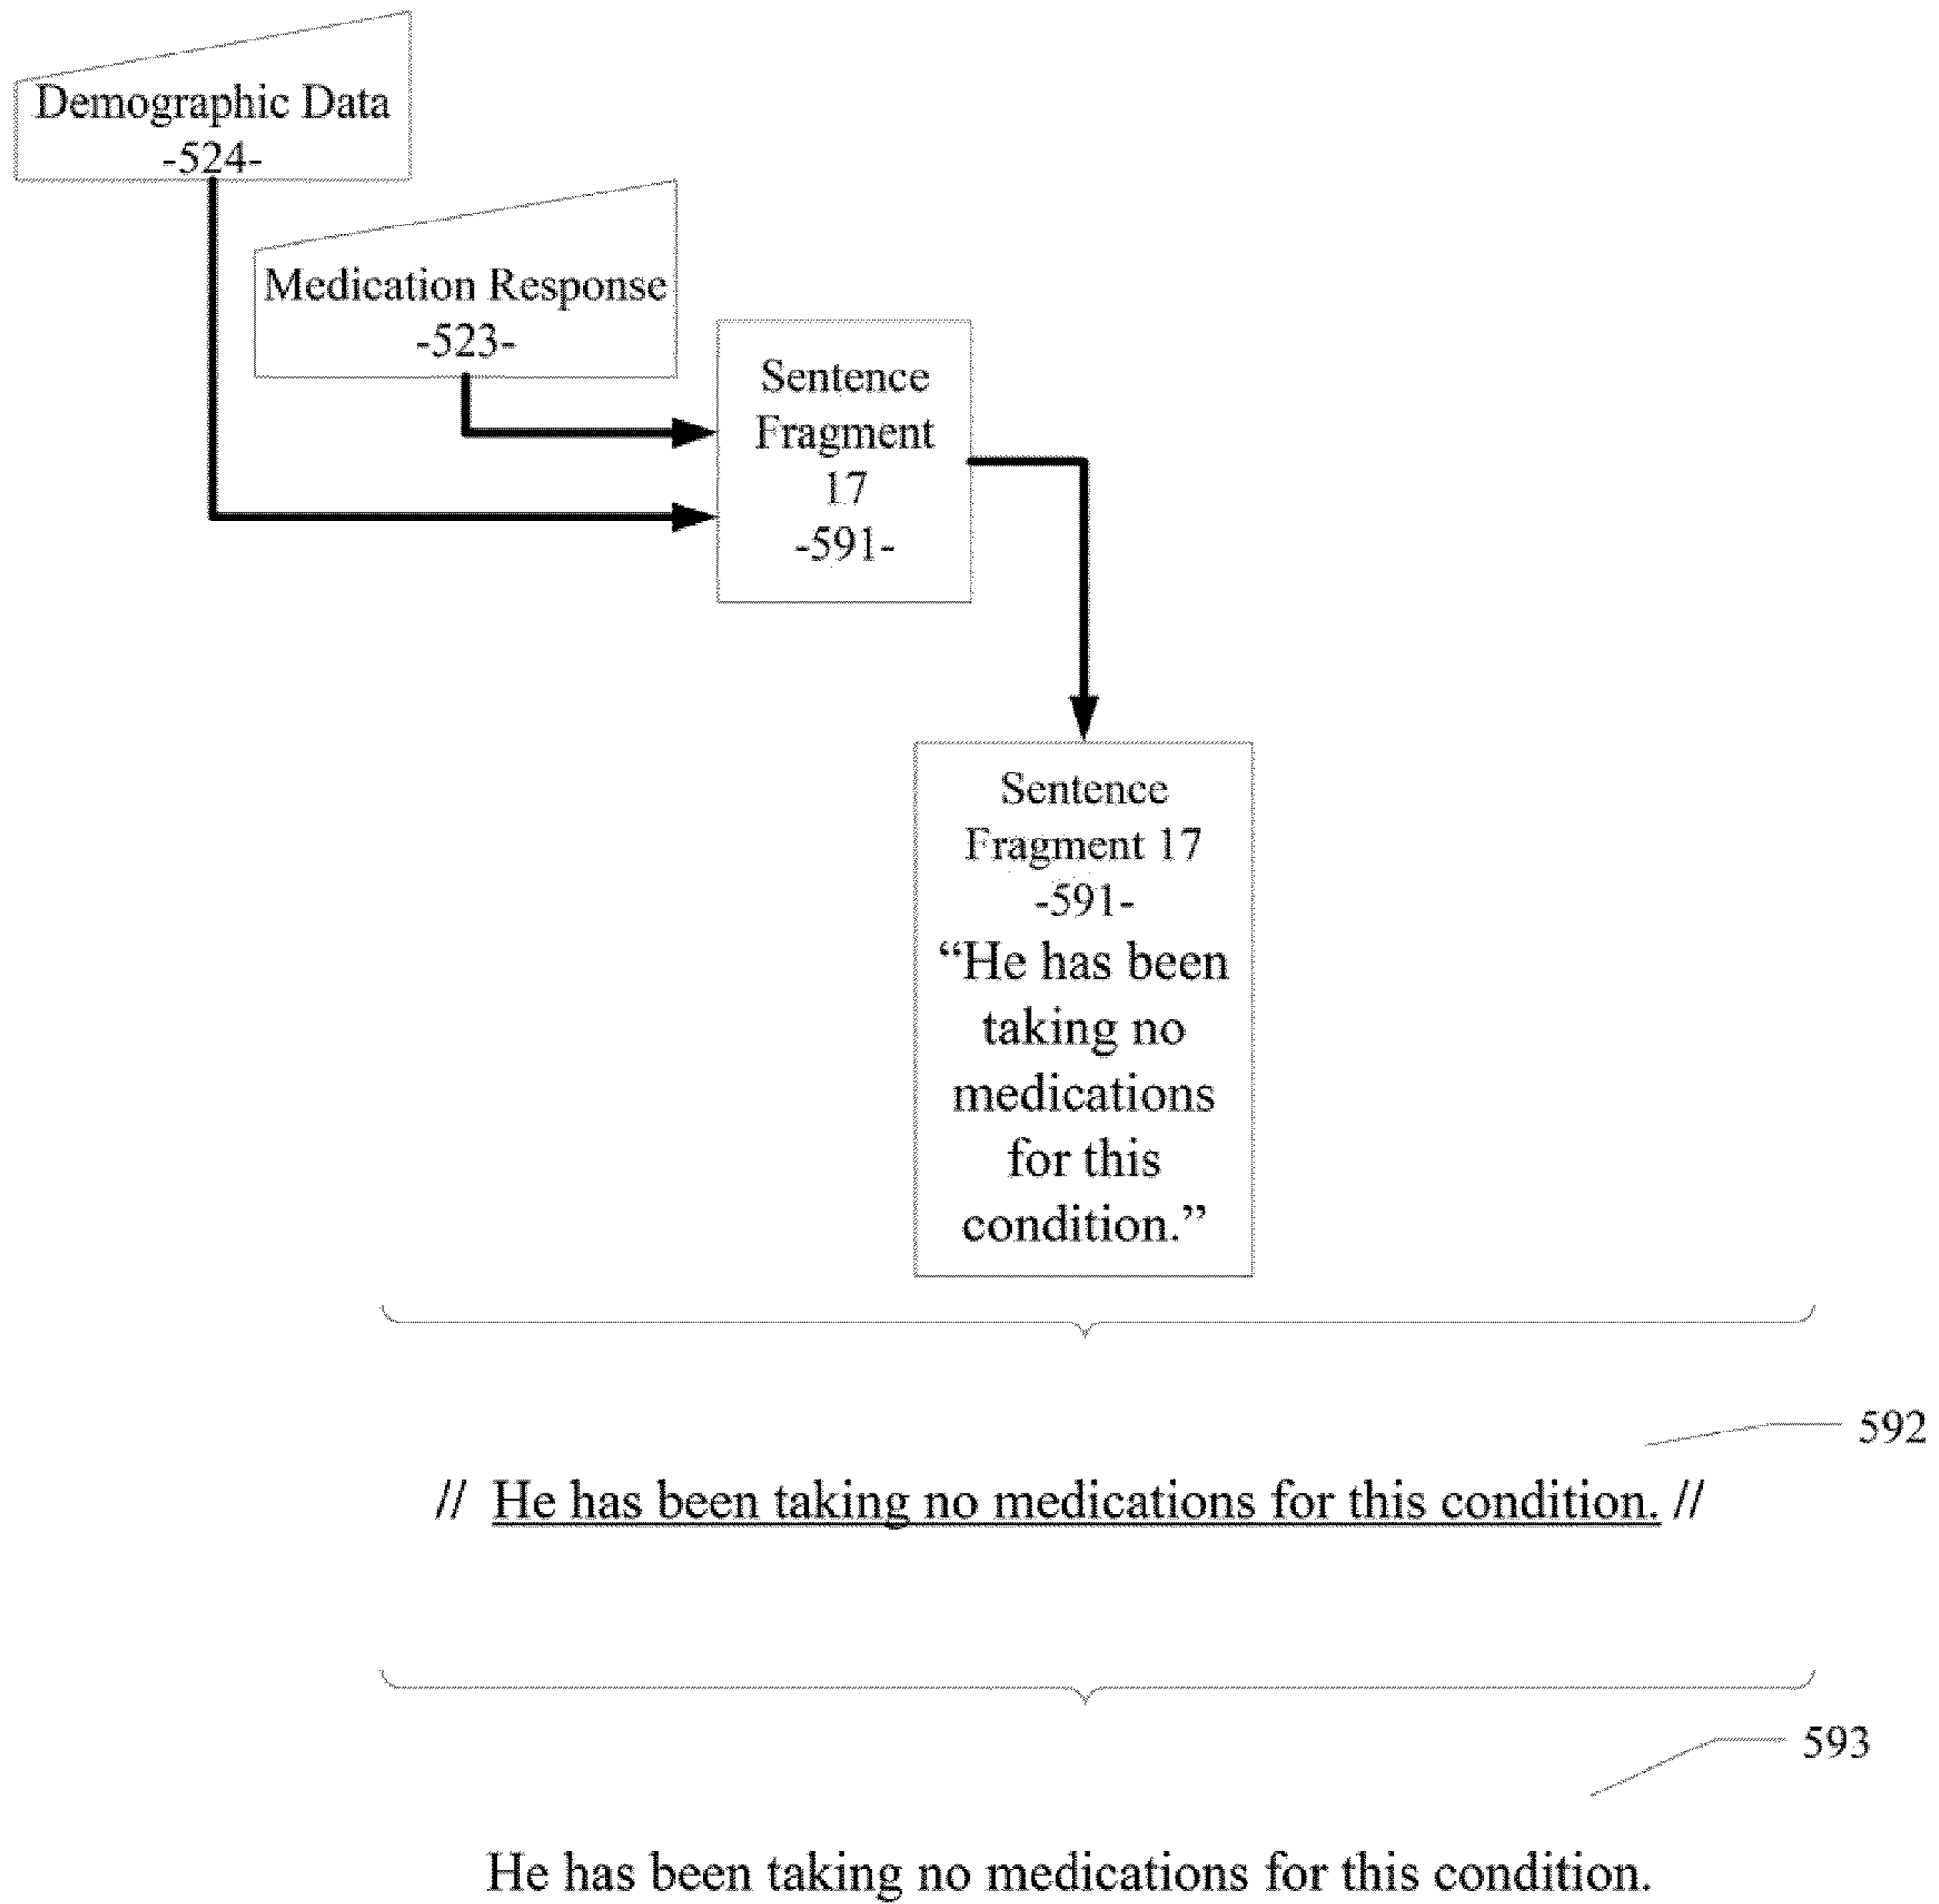 Demographic Data
-524-
Medication Response
-523-
Sentence
Fragment
17
-591-
Sentence
Fragment 17
-591-
“He has been
taking no
medications
for this
condition.”
592
// He has been taking no medications for this condition. //
593
He has been taking no medications for this condition.